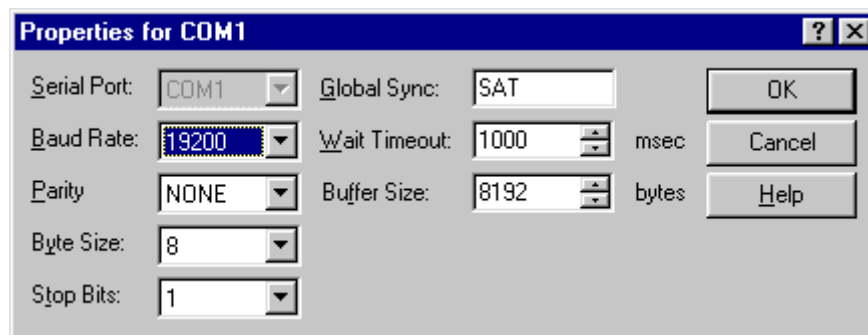 Properties for COM1
Serial Port: COM1 Global Sync: SAT OK
Baud Rate: 19200 Wait Timeout: 1000 msec Cancel
Parity NONE Buffer Size: 8192 bytes Help
Byte Size: 8
Stop Bits: 1